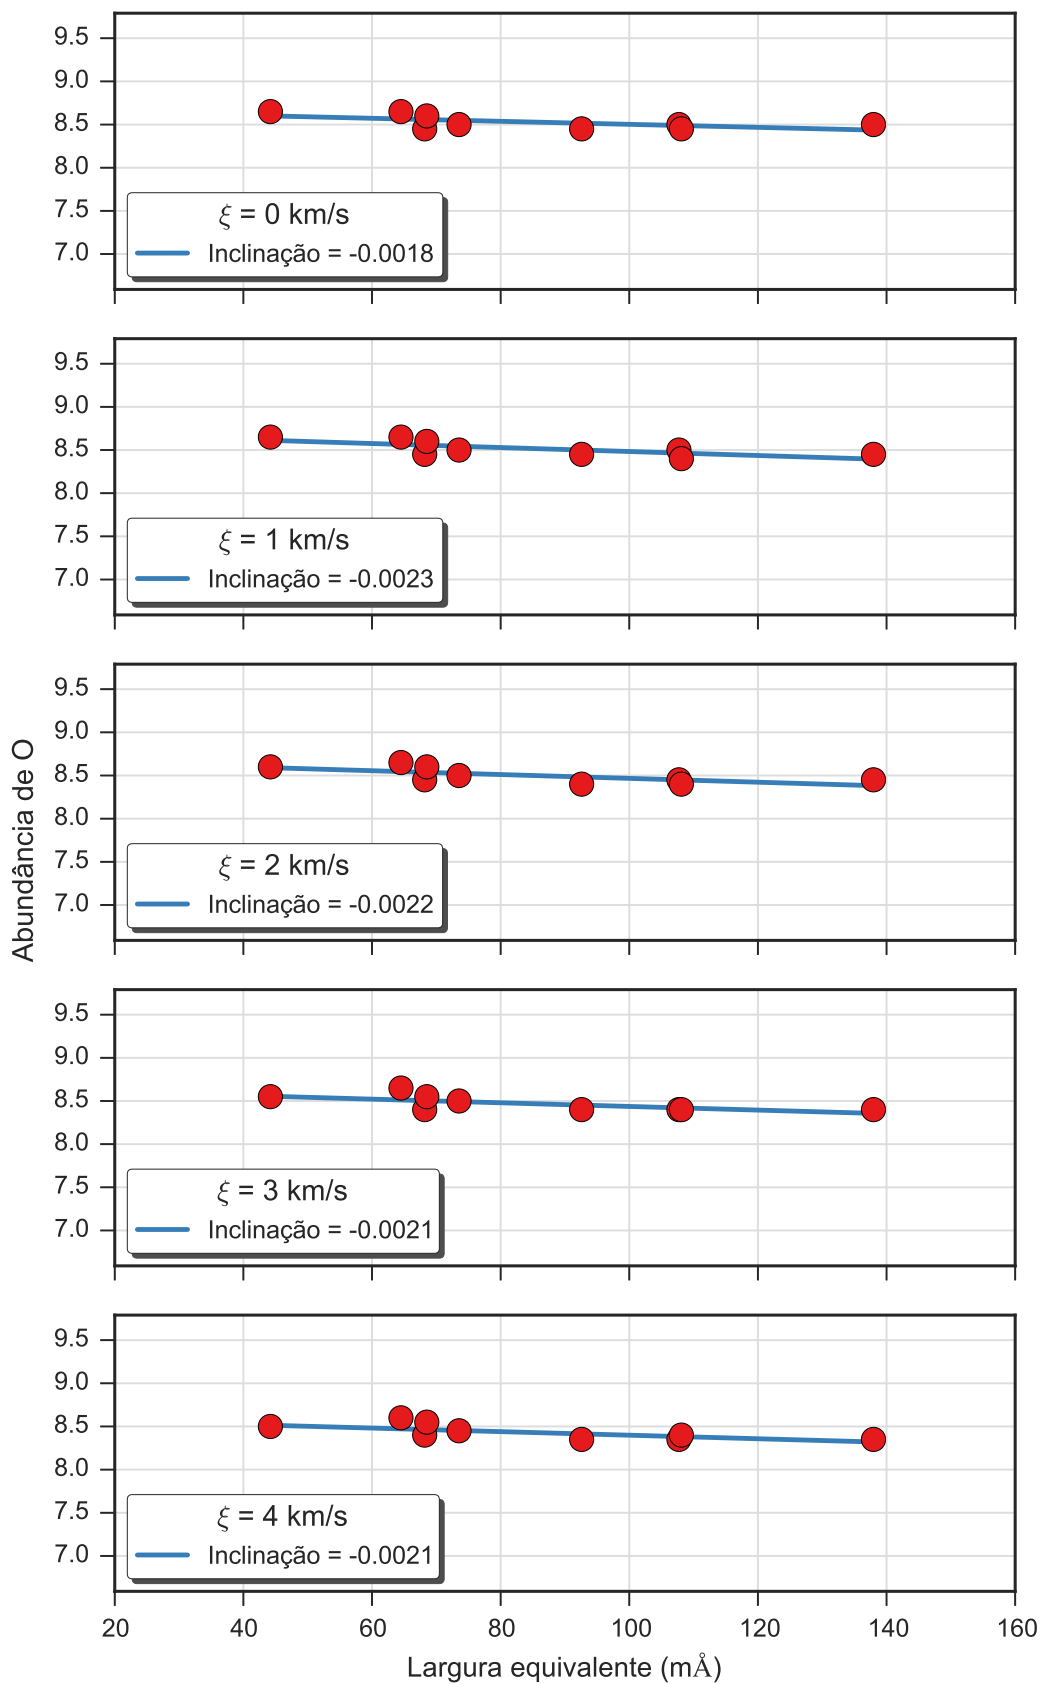 9.5
9.0
8.5
8.0
7.5
7.0
ξ = 0 km/s
Inclinação = -0.0018
9.5
9.0
8.5
8.0
7.5
7.0
ξ = 1 km/s
Inclinação = -0.0023
Abundância de O
9.5
9.0
8.5
8.0
7.5
7.0
ξ = 2 km/s
Inclinação = -0.0022
9.5
9.0
8.5
8.0
7.5
7.0
ξ = 3 km/s
Inclinação = -0.0021
9.5
9.0
8.5
8.0
7.5
7.0
ξ = 4 km/s
Inclinação = -0.0021
20 40 60 80 100 120 140 160
Largura equivalente (mÅ)